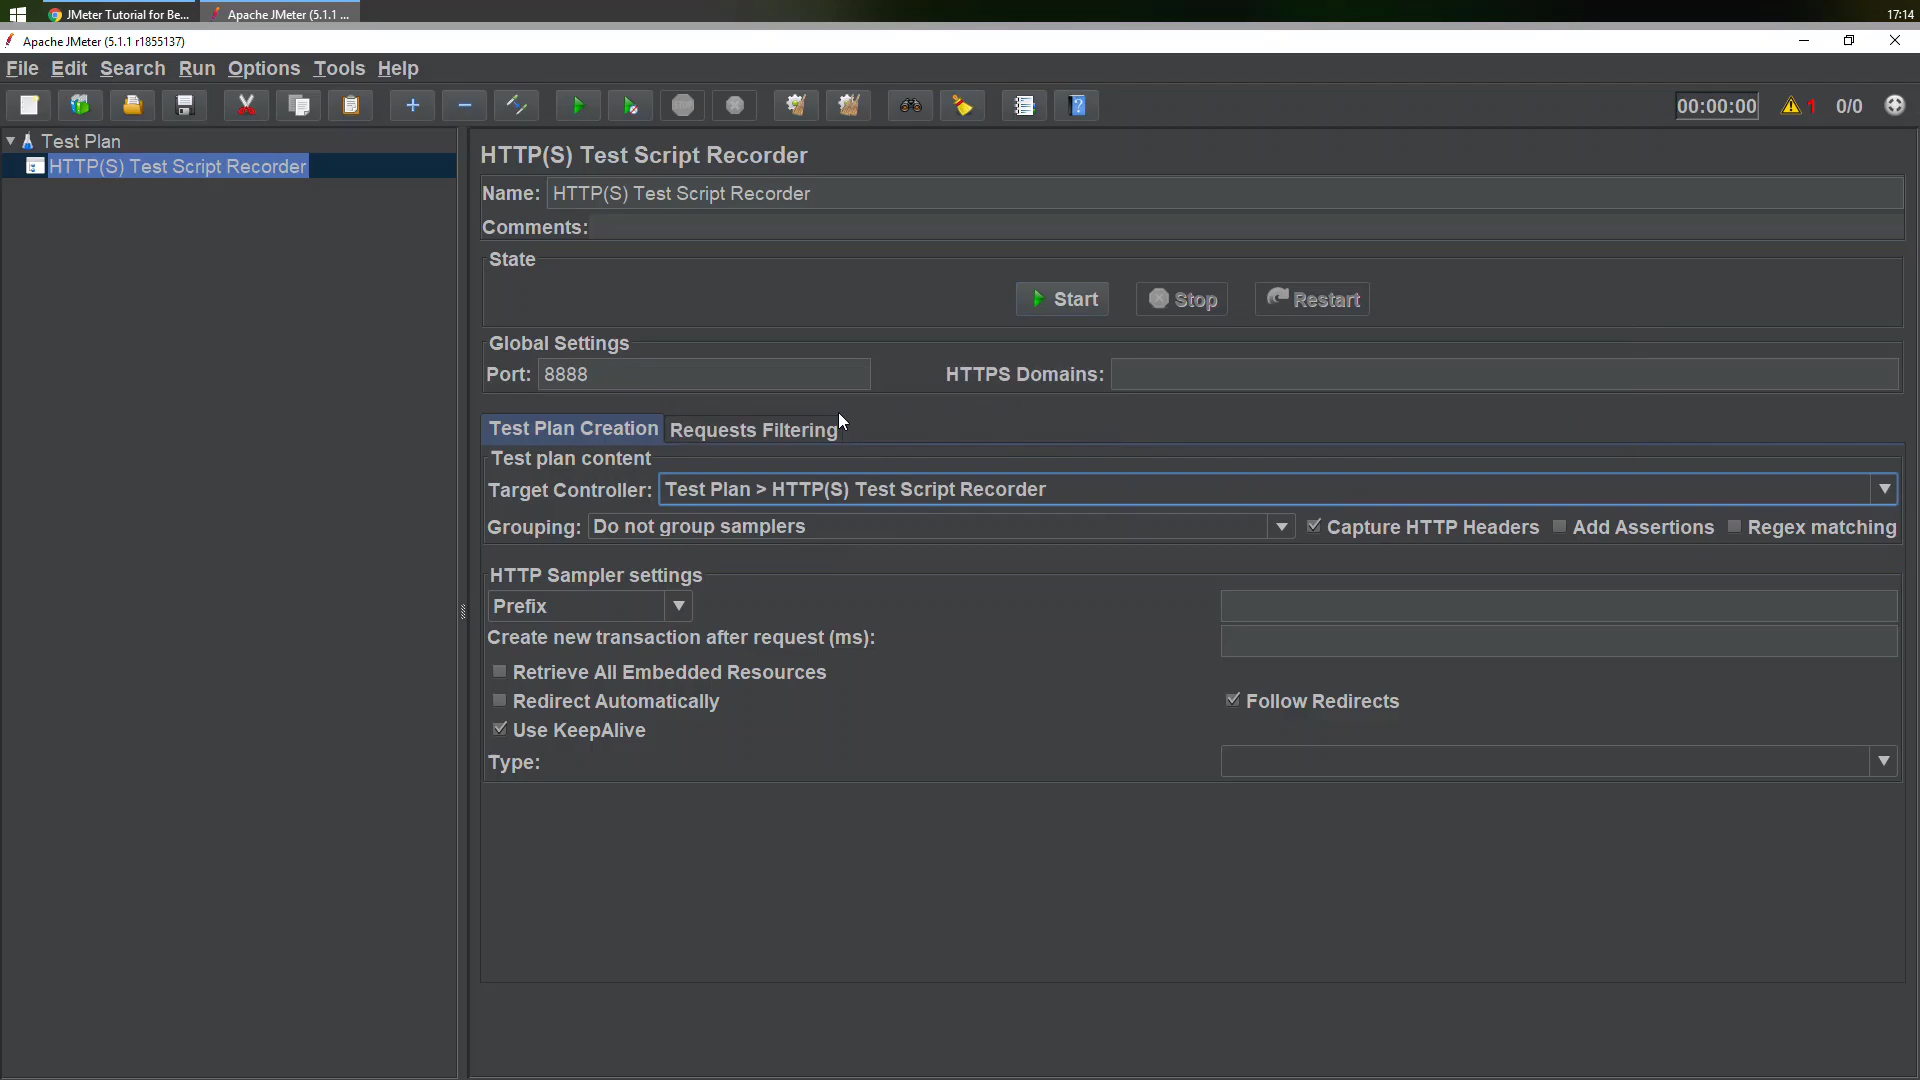 JMeter Tutorial for Be...
Apache JMeter (5.1.1 ...
17:14
Apache JMeter (5.1.1 r1855137)
File Edit Search Run Options Tools Help
00:00:00 1 0/0
Test Plan
HTTP(S) Test Script Recorder
HTTP(S) Test Script Recorder
Name: HTTP(S) Test Script Recorder
Comments:
State
Start Stop Restart
Global Settings
Port: 8888 HTTPS Domains:
Test Plan Creation Requests Filtering
Test plan content
Target Controller: Test Plan > HTTP(S) Test Script Recorder
Grouping: Do not group samplers Capture HTTP Headers Add Assertions Regex matching
HTTP Sampler settings
Prefix
Create new transaction after request (ms):
Retrieve All Embedded Resources
Redirect Automatically Follow Redirects
Use KeepAlive
Type: